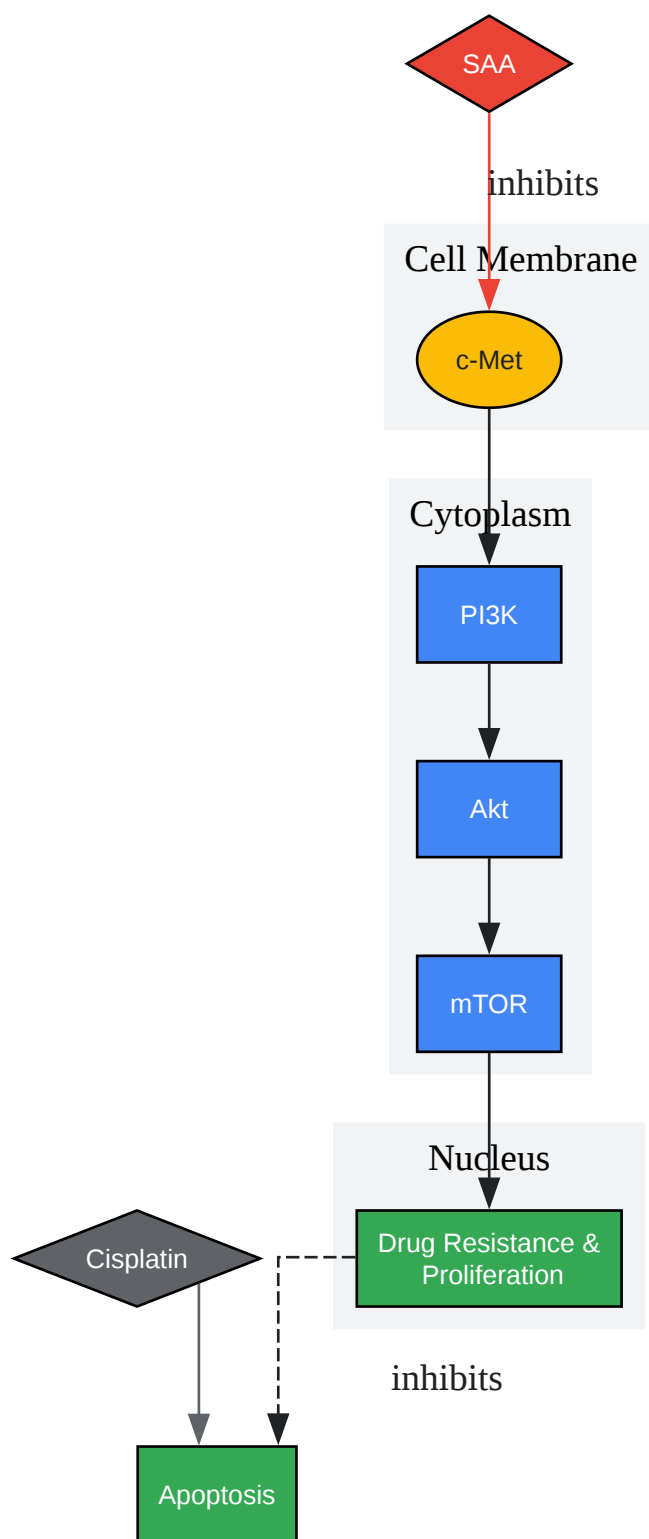 SAA
inhibits
Cell Membrane
c-Met
Cytoplasm
PI3K
Akt
mTOR
Nucleus
Drug Resistance &
Proliferation
Cisplatin
inhibits
Apoptosis